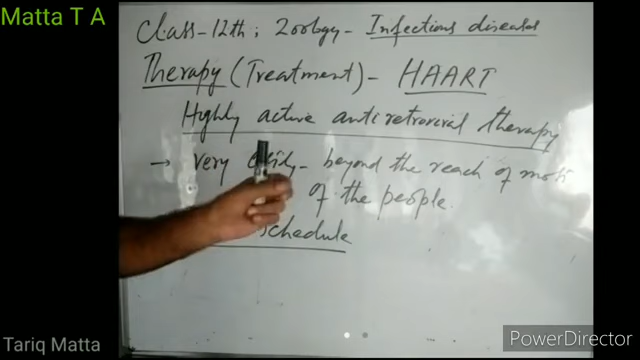 Matta T A
Class-12th; Zoology- Infectious diseases
Therapy (Treatment)- HAART
Highly active antiretroviral therapy
→ very costly- beyond the reach of most
of the people.
schedule
Tariq Matta
PowerDirector